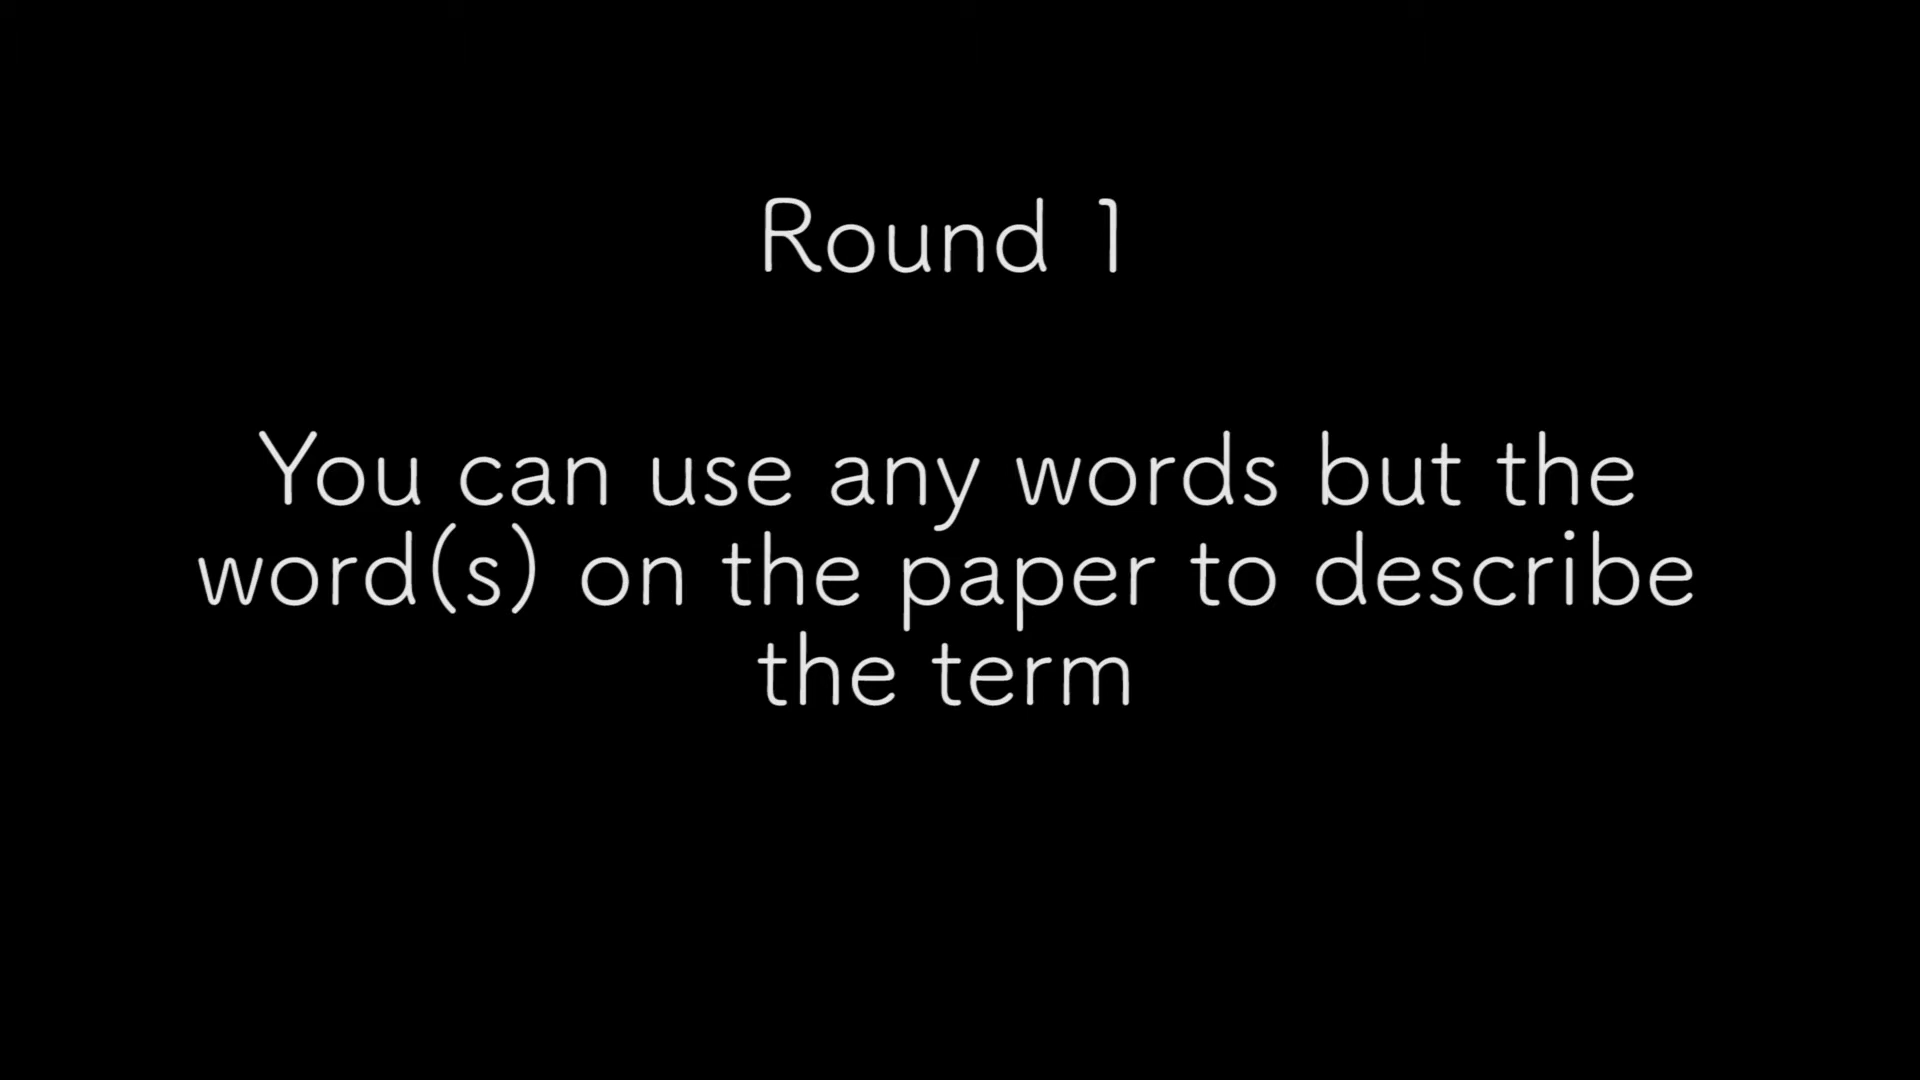 Round 1
You can use any words but the
word(s) on the paper to describe
the term